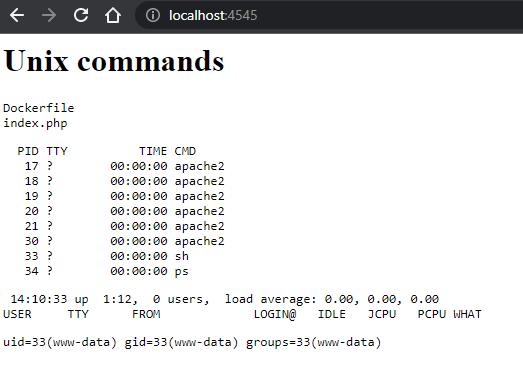 localhost:4545
Unix commands
Dockerfile
index.php
PID TTY TIME CMD
17 ? 00:00:00 apache2
18 ? 00:00:00 apache2
19 ? 00:00:00 apache2
20 ? 00:00:00 apache2
21 ? 00:00:00 apache2
30 ? 00:00:00 apache2
33 ? 00:00:00 sh
34 ? 00:00:00 ps
14:10:33 up 1:12, 0 users, load average: 0.00, 0.00, 0.00
USER TTY FROM LOGIN@ IDLE JCPU PCPU WHAT
uid=33(www-data) gid=33(www-data) groups=33(www-data)